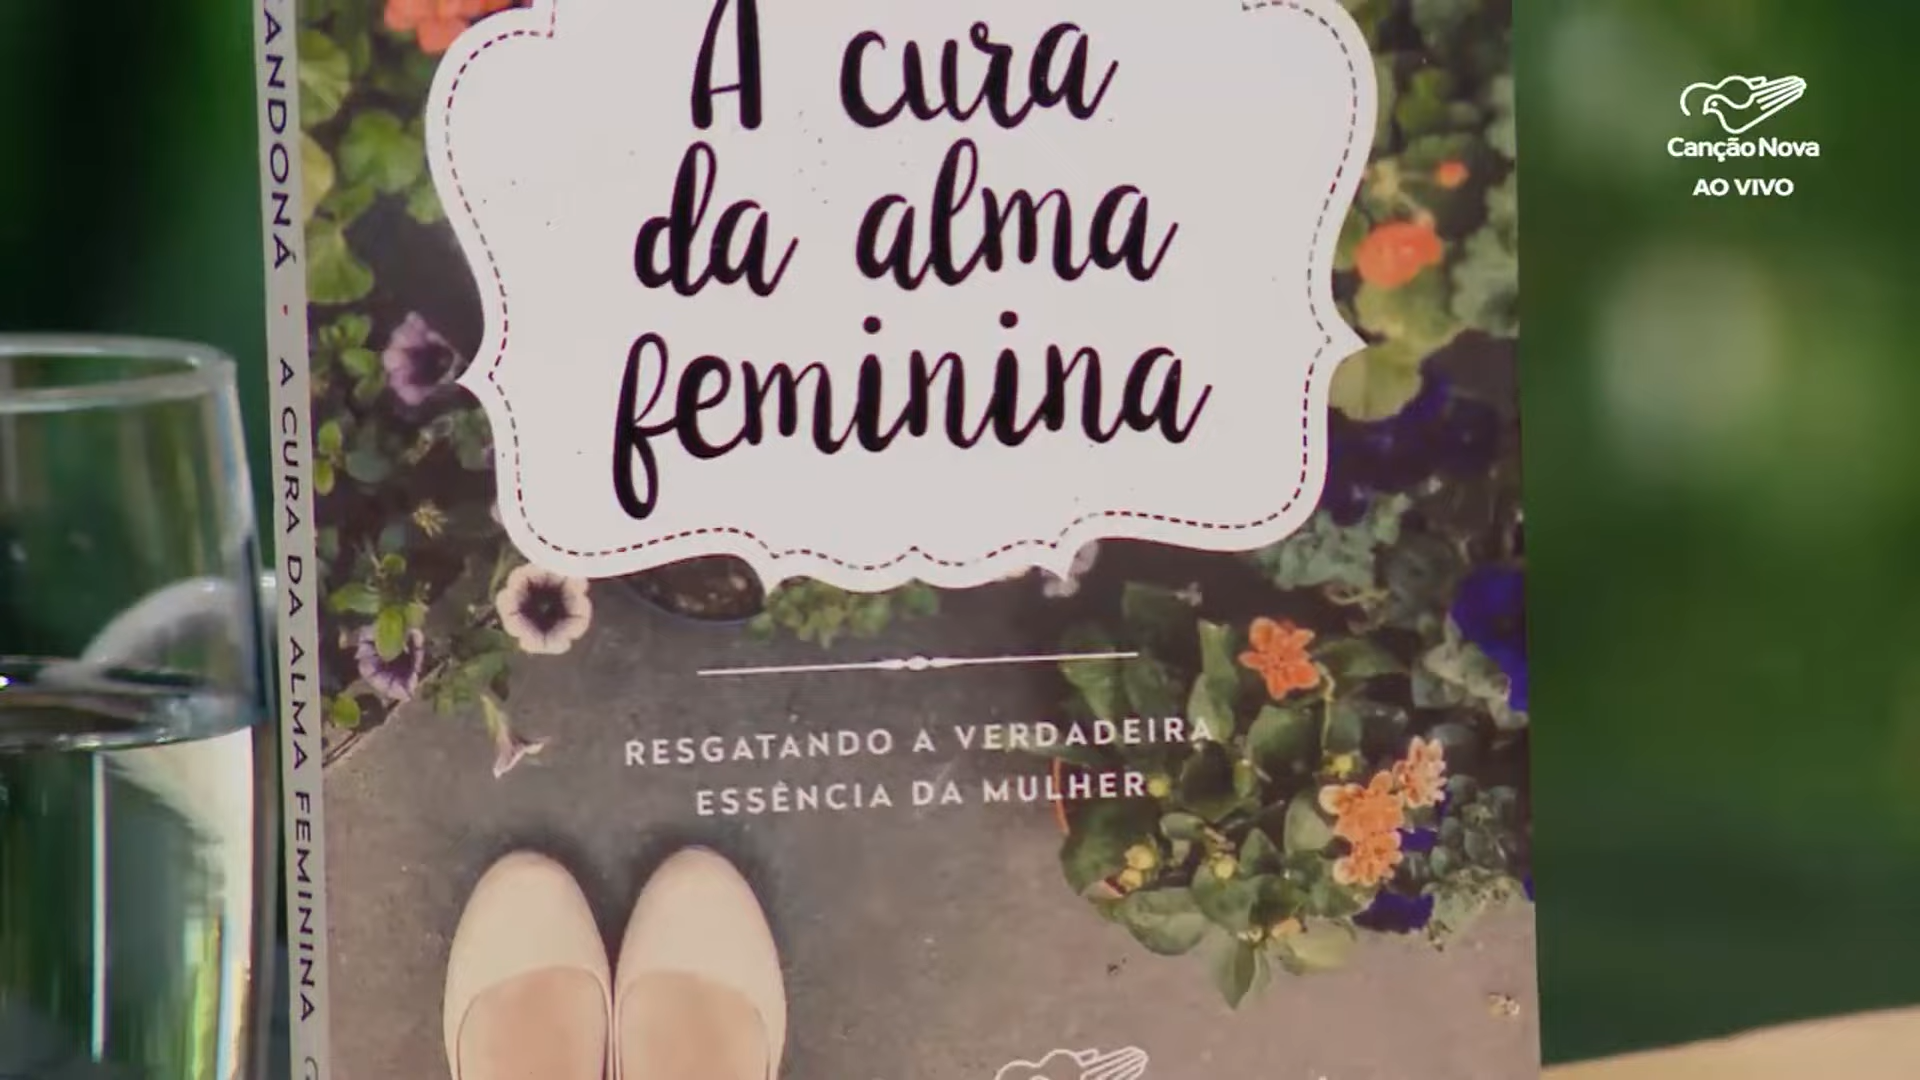 A cura
da alma
feminina
RESGATANDO A VERDADEIRA
ESSÊNCIA DA MULHER
ANDONÁ • A CURA DA ALMA FEMININA
Canção Nova
AO VIVO